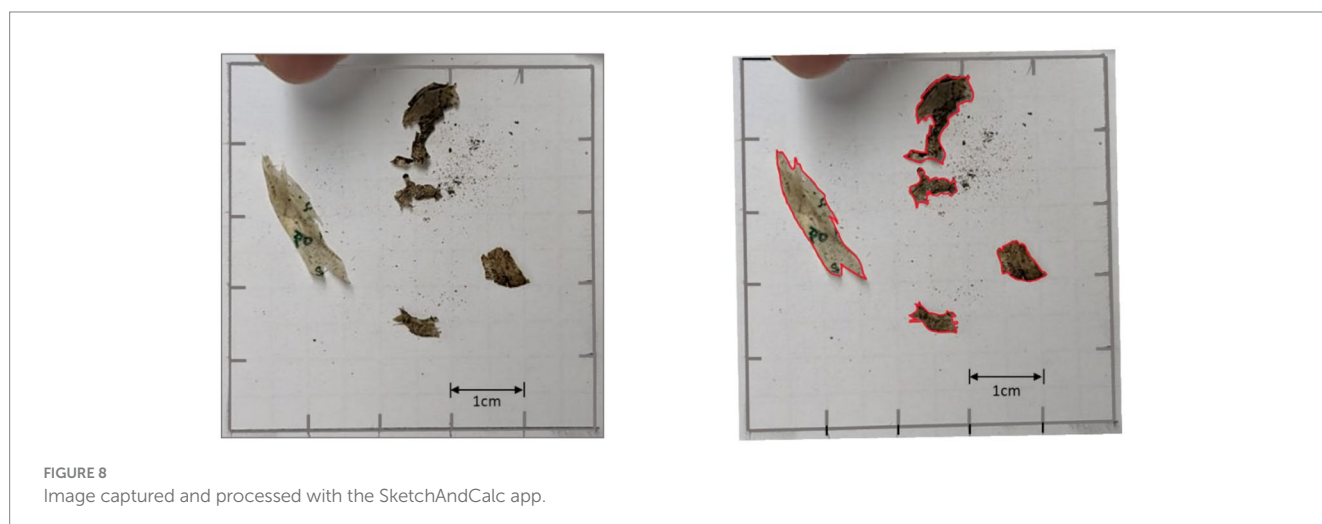 1cm
1cm
FIGURE 8
Image captured and processed with the SketchAndCalc app.